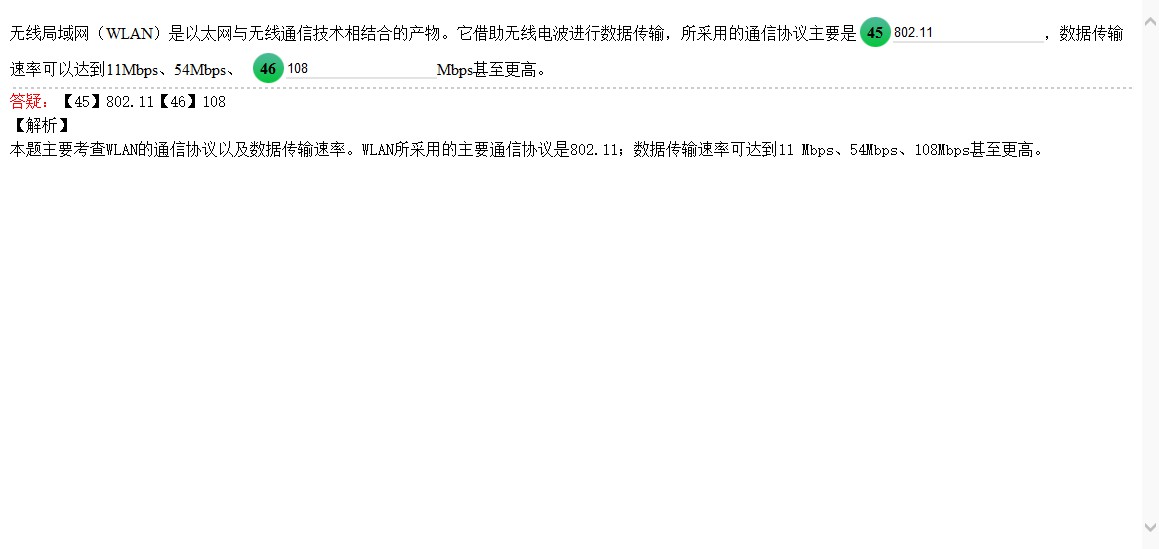 无线局域网（WLAN）是以太网与无线通信技术相结合的产物。它借助无线电波进行数据传输，所采用的通信协议主要是 45 802.11 ，数据传输
速率可以达到11Mbps、54Mbps、 46 108 Mbps甚至更高。
答疑：【45】802.11【46】108
【解析】
本题主要考查WLAN的通信协议以及数据传输速率。WLAN所采用的主要通信协议是802.11；数据传输速率可达到11 Mbps、54Mbps、108Mbps甚至更高。